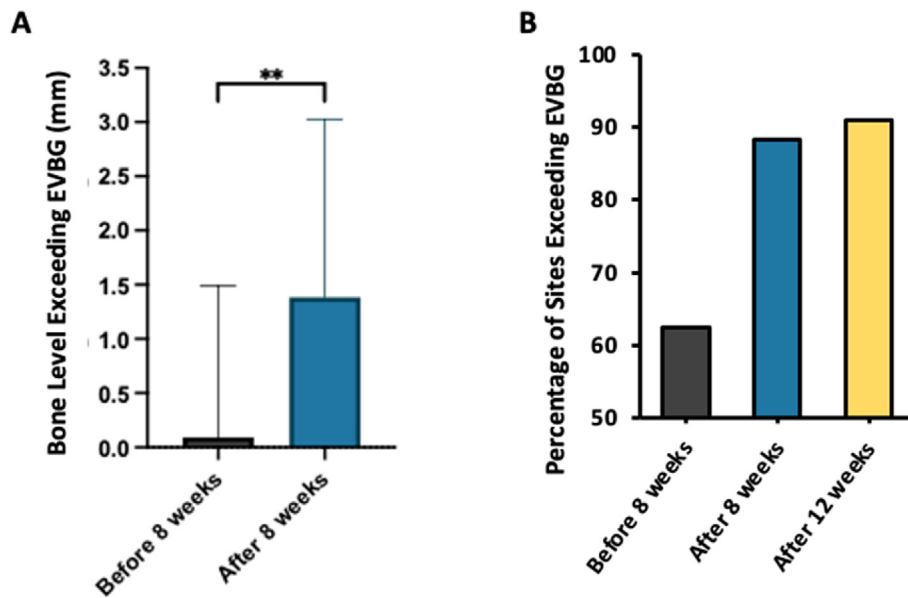 A
Bone Level Exceeding EVBG (mm)
3.5
3.0
2.5
2.0
1.5
1.0
0.5
0.0
**
Before 8 weeks
After 8 weeks
B
Percentage of Sites Exceeding EVBG
100
90
80
70
60
50
Before 8 weeks
After 8 weeks
After 12 weeks